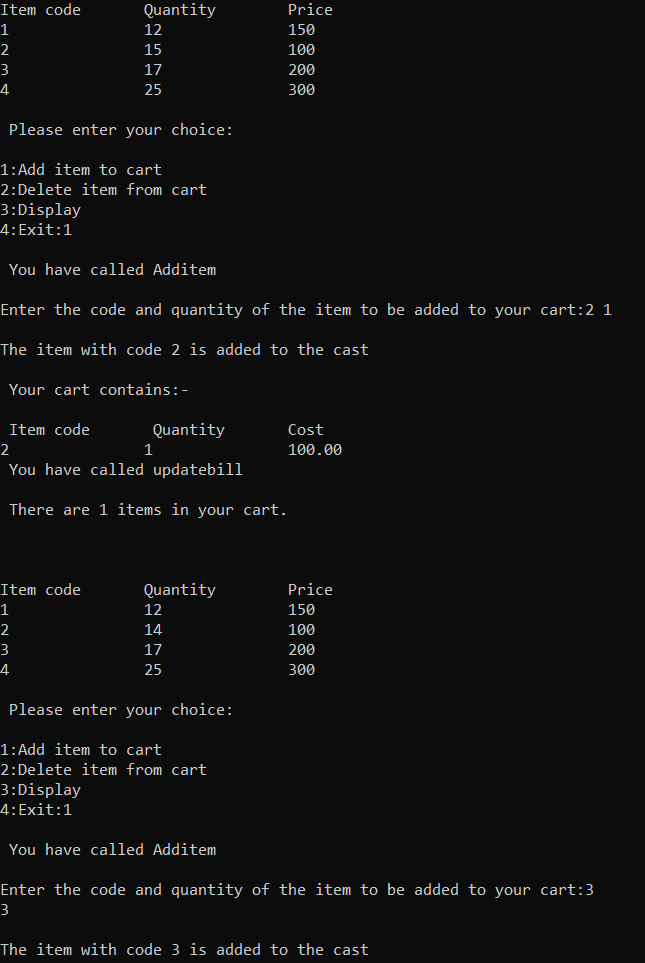 Item code Quantity Price
1 12 150
2 15 100
3 17 200
4 25 300
Please enter your choice:
1:Add item to cart
2:Delete item from cart
3:Display
4:Exit:1
You have called Additem
Enter the code and quantity of the item to be added to your cart:2 1
The item with code 2 is added to the cast
Your cart contains:-
Item code Quantity Cost
2 1 100.00
You have called updatebill
There are 1 items in your cart.
Item code Quantity Price
1 12 150
2 14 100
3 17 200
4 25 300
Please enter your choice:
1:Add item to cart
2:Delete item from cart
3:Display
4:Exit:1
You have called Additem
Enter the code and quantity of the item to be added to your cart:3
3
The item with code 3 is added to the cast